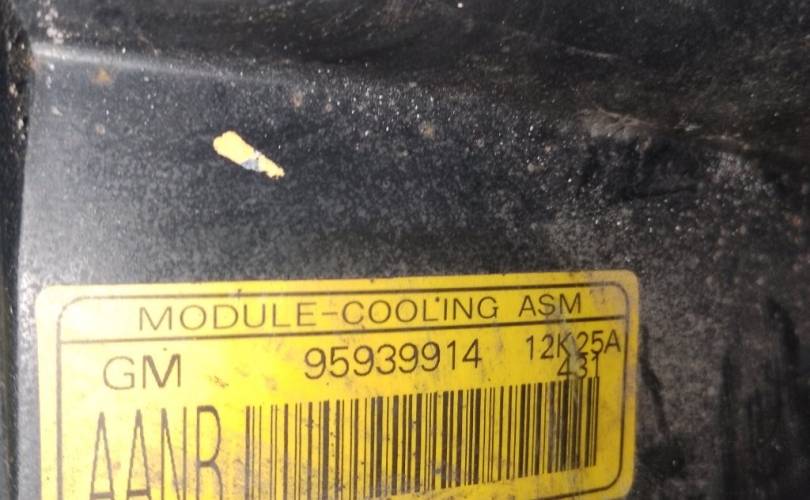 MODULE-COOLING ASM
GM 95939914 12K25A
431
AANB